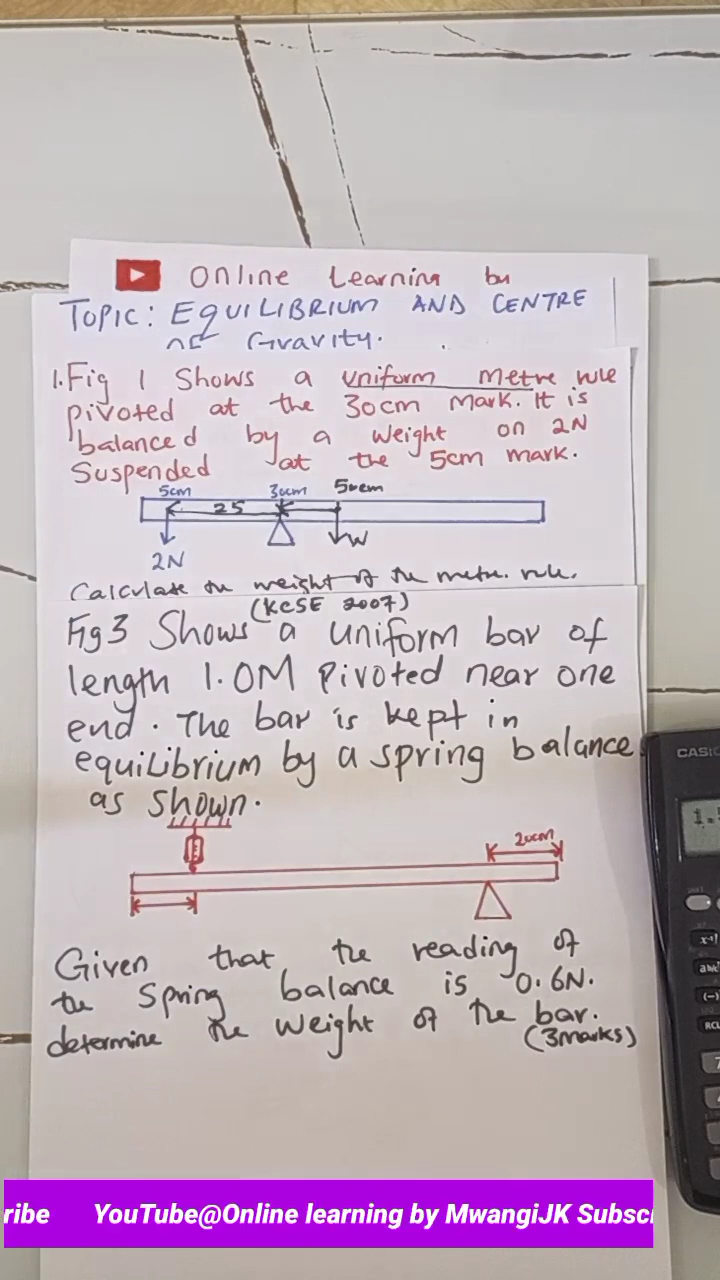 Online Learning by
TOPIC: EQUILIBRIUM AND CENTRE
of Gravity.
1. Fig 1 Shows a uniform metre rule
pivoted at the 30cm mark. It is
balanced by a weight on 2N
Suspended at the 5cm mark.
5cm 30cm 50cm
25
2N W
Calculate the weight of the metre rule.
(KCSE 2007)
Fig 3 Shows a uniform bar of
length 1.0M pivoted near one
end. The bar is kept in
equilibrium by a spring balance
as shown.
20cm
Given that the reading of
the Spring balance is 0.6N.
determine the weight of the bar.
(3marks)
CASIO
x-1
(-)
RCL
7
ribe YouTube@Online learning by MwangiJK Subscri